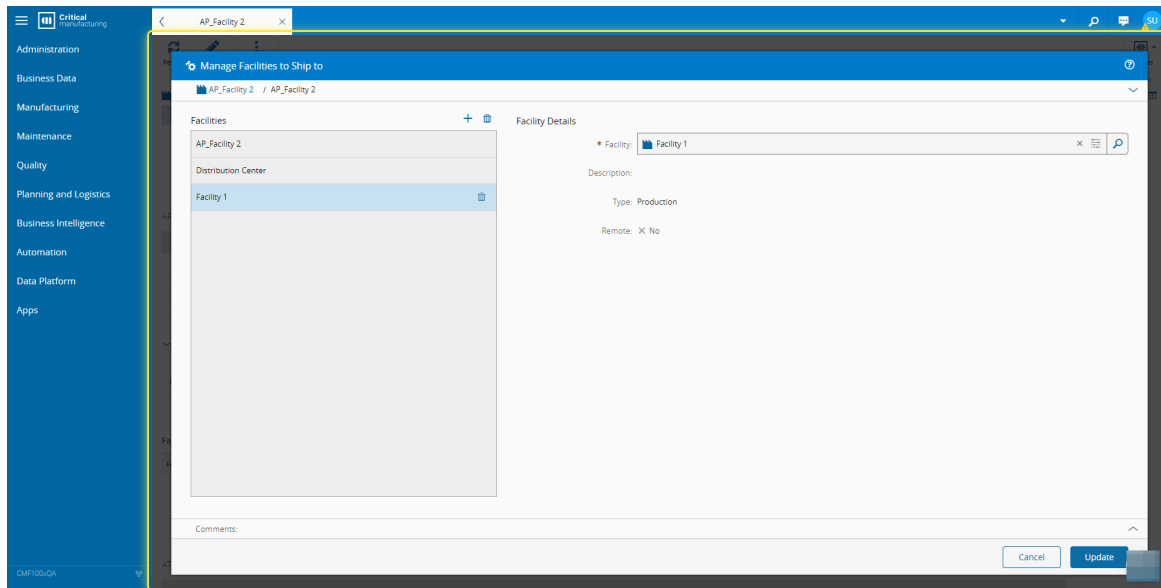 Critical
manufacturing
AP_Facility 2
SU
Administration
Business Data
Manufacturing
Maintenance
Quality
Planning and Logistics
Business Intelligence
Automation
Data Platform
Apps
CMF100xQA
Manage Facilities to Ship to
AP_Facility 2 / AP_Facility 2
Facilities
AP_Facility 2
Distribution Center
Facility 1
Facility Details
* Facility: Facility 1
Description:
Type: Production
Remote: No
Comments:
Cancel Update